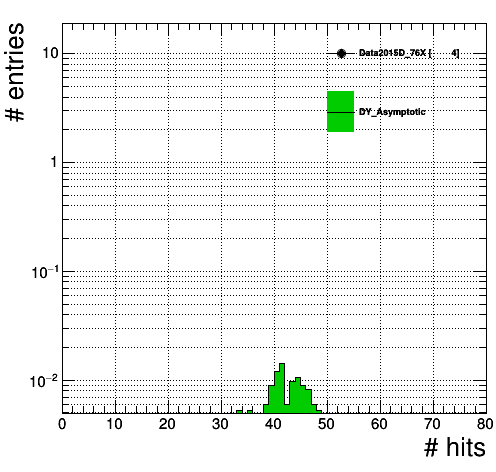 # entries
10
Data2015D_76X [ 4]
DY_Asymptotic
1
10−1
10−2
0 10 20 30 40 50 60 70 80
# hits